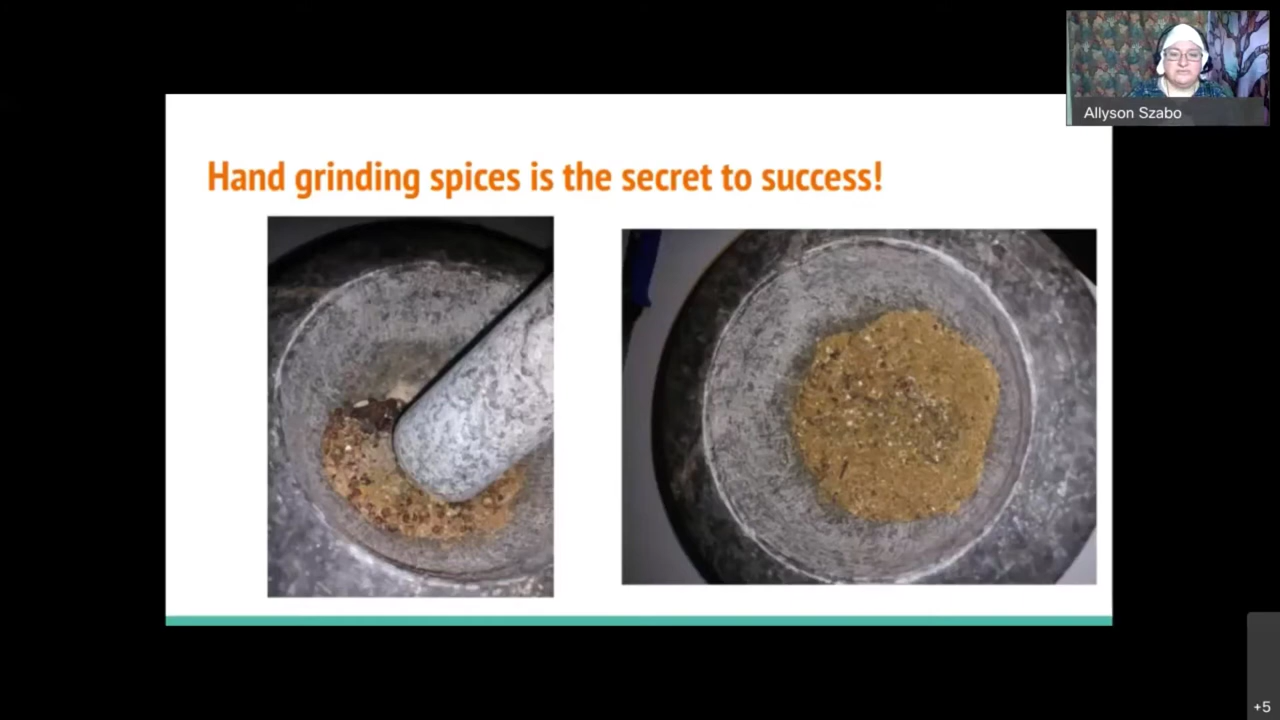 Allyson Szabo
Hand grinding spices is the secret to success!
+5